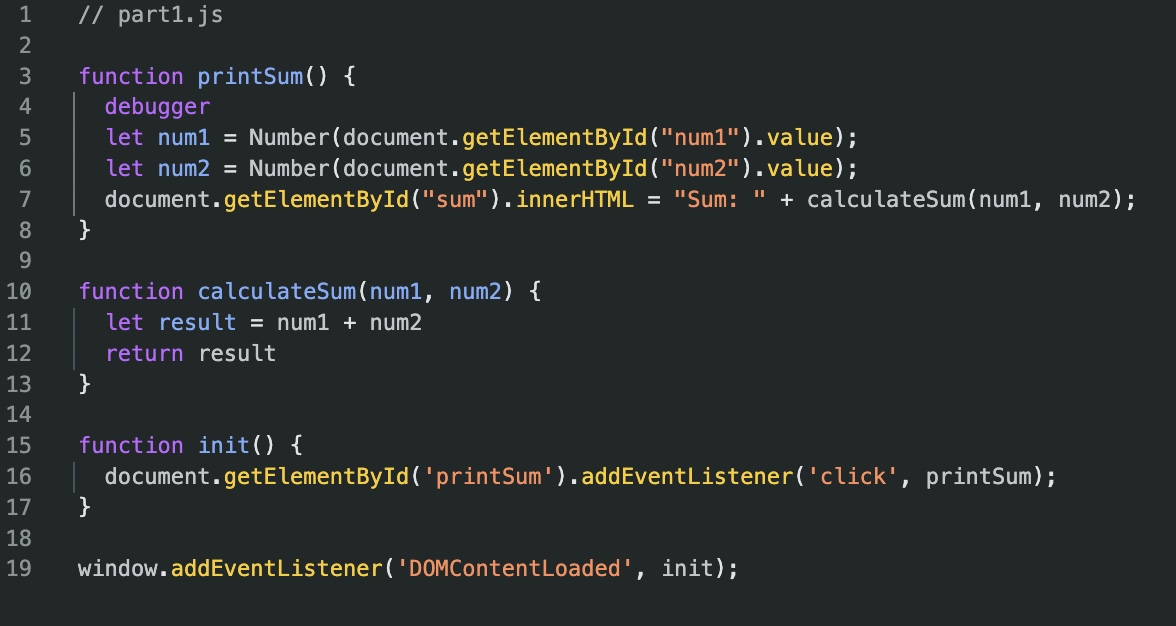 1 // part1.js
2
3 function printSum() {
4 debugger
5 let num1 = Number(document.getElementById("num1").value);
6 let num2 = Number(document.getElementById("num2").value);
7 document.getElementById("sum").innerHTML = "Sum: " + calculateSum(num1, num2);
8 }
9
10 function calculateSum(num1, num2) {
11 let result = num1 + num2
12 return result
13 }
14
15 function init() {
16 document.getElementById('printSum').addEventListener('click', printSum);
17 }
18
19 window.addEventListener('DOMContentLoaded', init);